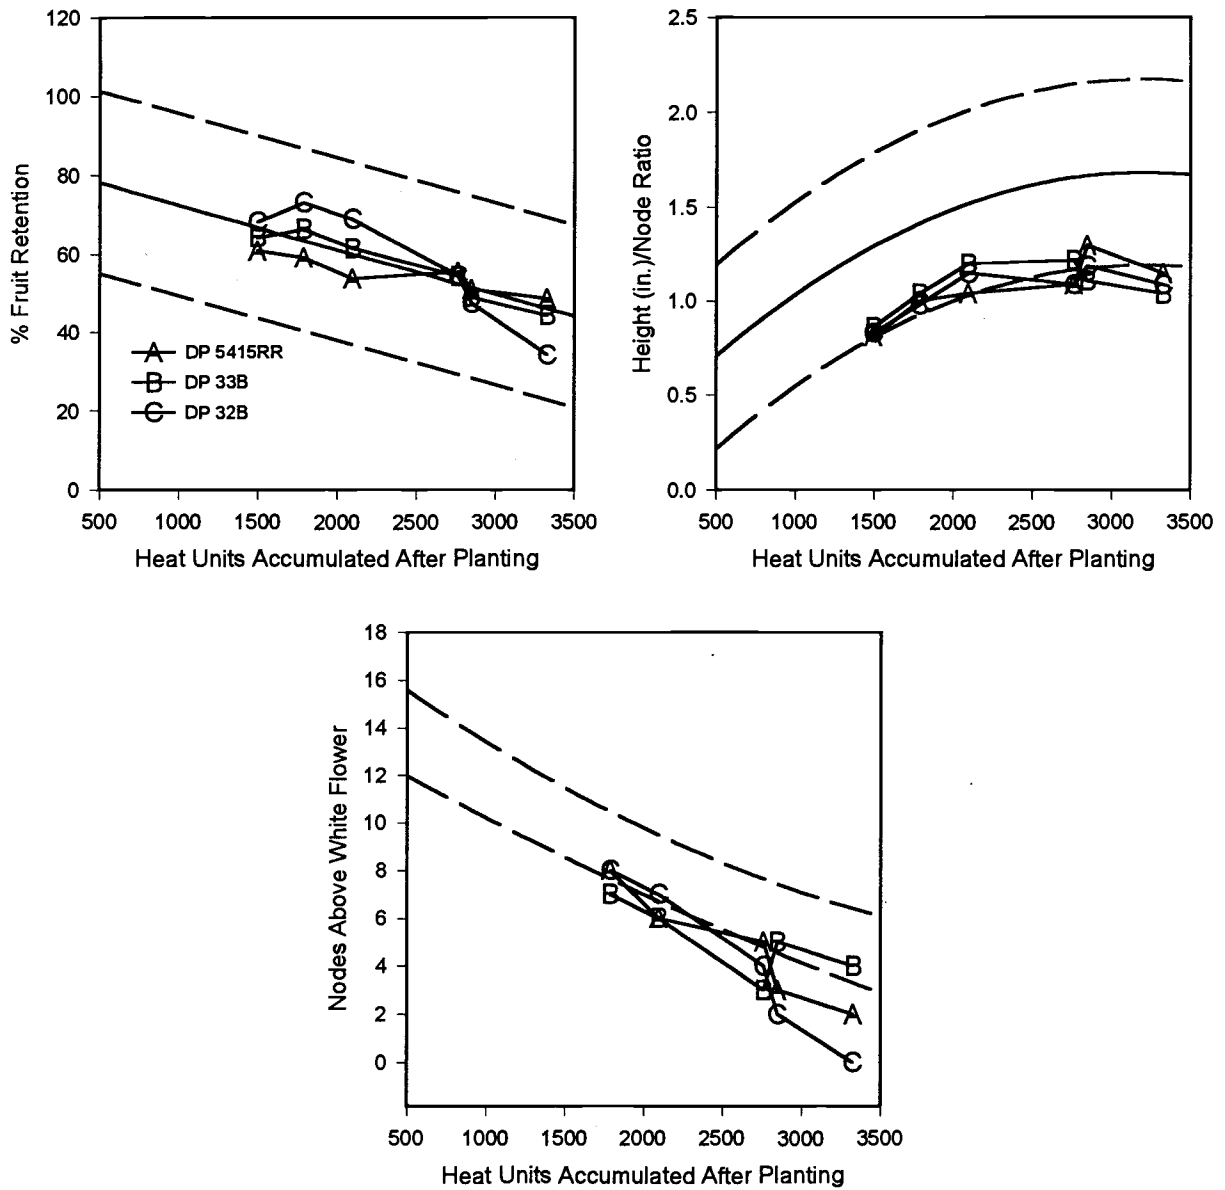 120
100
80
60
40
20
0
% Fruit Retention
A DP 5415RR
B DP 33B
C DP 32B
500 1000 1500 2000 2500 3000 3500
Heat Units Accumulated After Planting
2.5
2.0
1.5
1.0
0.5
0.0
Height (in.)/Node Ratio
500 1000 1500 2000 2500 3000 3500
Heat Units Accumulated After Planting
18
16
14
12
10
8
6
4
2
0
Nodes Above White Flower
500 1000 1500 2000 2500 3000 3500
Heat Units Accumulated After Planting